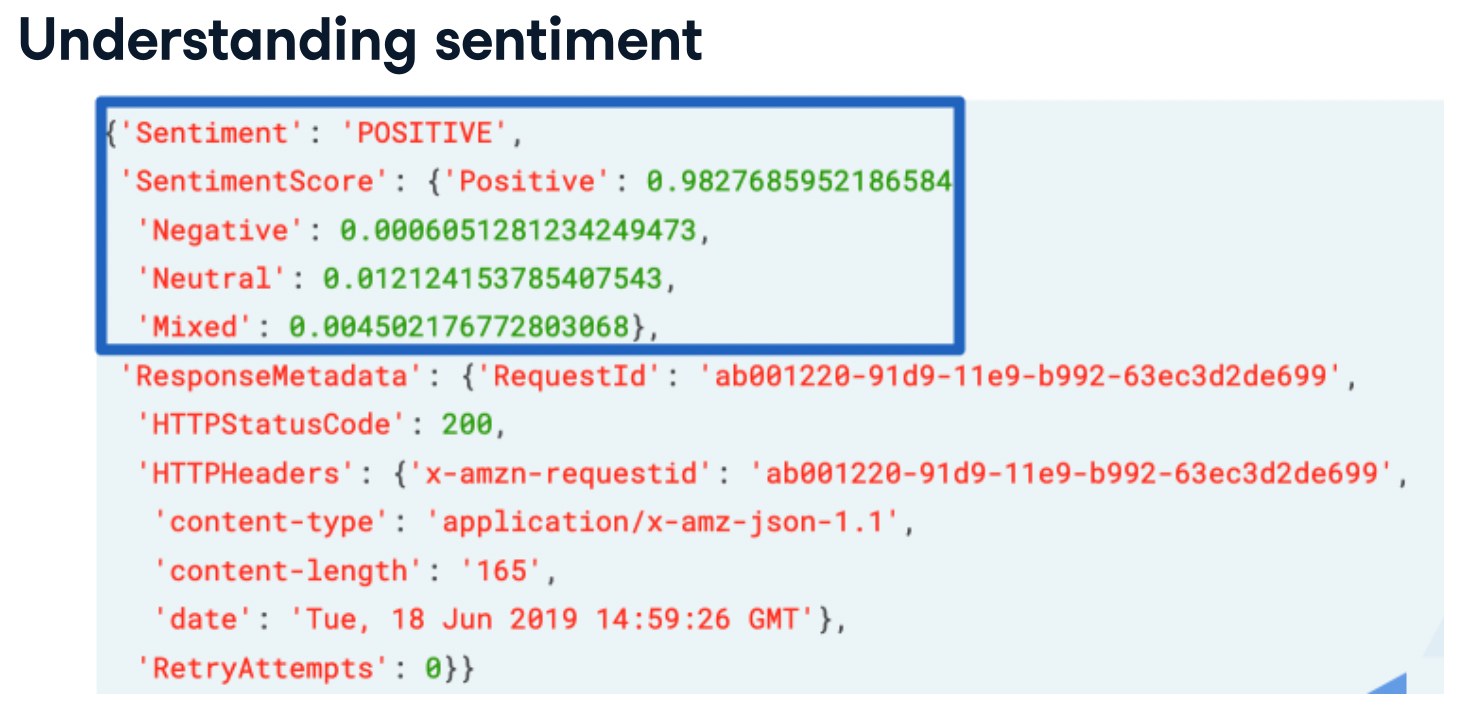 Understanding sentiment
{'Sentiment': 'POSITIVE',
'SentimentScore': {'Positive': 0.9827685952186584
'Negative': 0.0006051281234249473,
'Neutral': 0.012124153785407543,
'Mixed': 0.004502176772803068},
'ResponseMetadata': {'RequestId': 'ab001220-91d9-11e9-b992-63ec3d2de699',
'HTTPStatusCode': 200,
'HTTPHeaders': {'x-amzn-requestid': 'ab001220-91d9-11e9-b992-63ec3d2de699',
'content-type': 'application/x-amz-json-1.1',
'content-length': '165',
'date': 'Tue, 18 Jun 2019 14:59:26 GMT'},
'RetryAttempts': 0}}